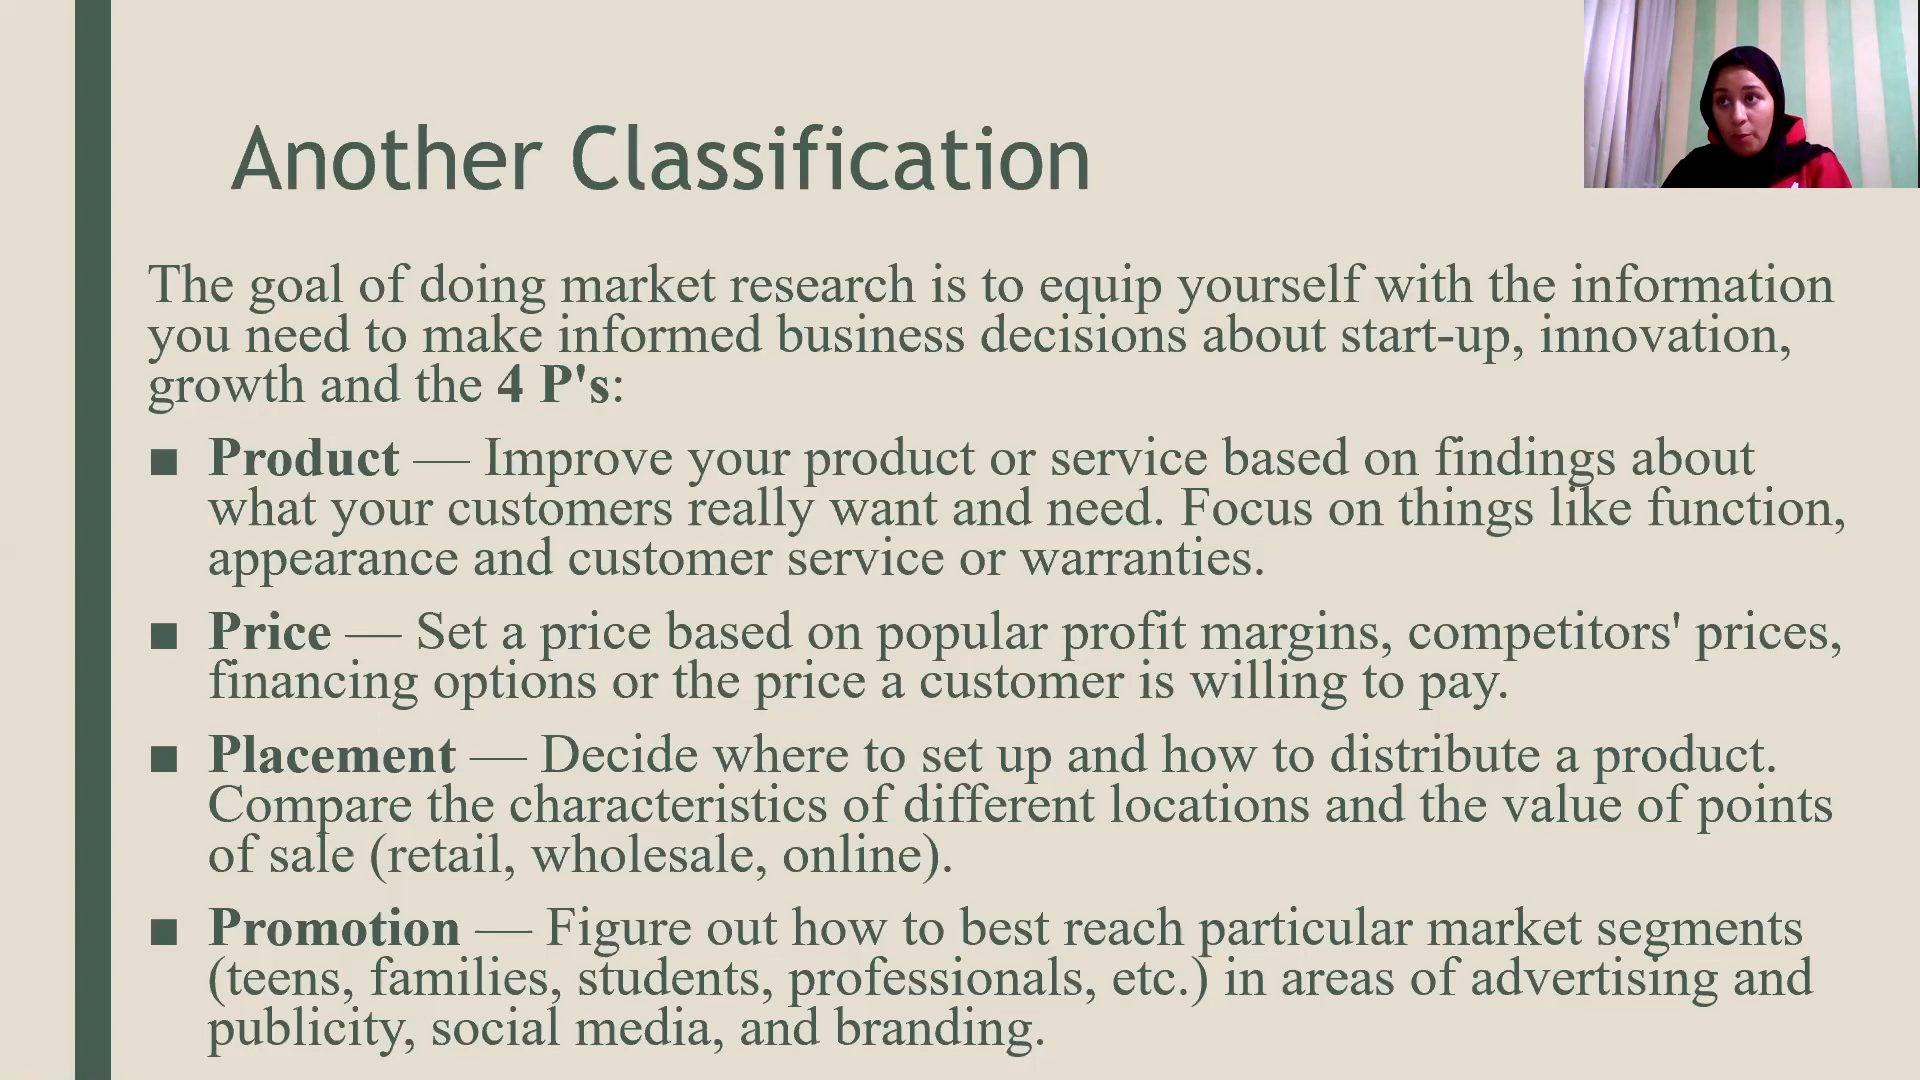 Another Classification
The goal of doing market research is to equip yourself with the information
you need to make informed business decisions about start-up, innovation,
growth and the 4 P's:
■ Product — Improve your product or service based on findings about
what your customers really want and need. Focus on things like function,
appearance and customer service or warranties.
■ Price — Set a price based on popular profit margins, competitors' prices,
financing options or the price a customer is willing to pay.
■ Placement — Decide where to set up and how to distribute a product.
Compare the characteristics of different locations and the value of points
of sale (retail, wholesale, online).
■ Promotion — Figure out how to best reach particular market segments
(teens, families, students, professionals, etc.) in areas of advertising and
publicity, social media, and branding.